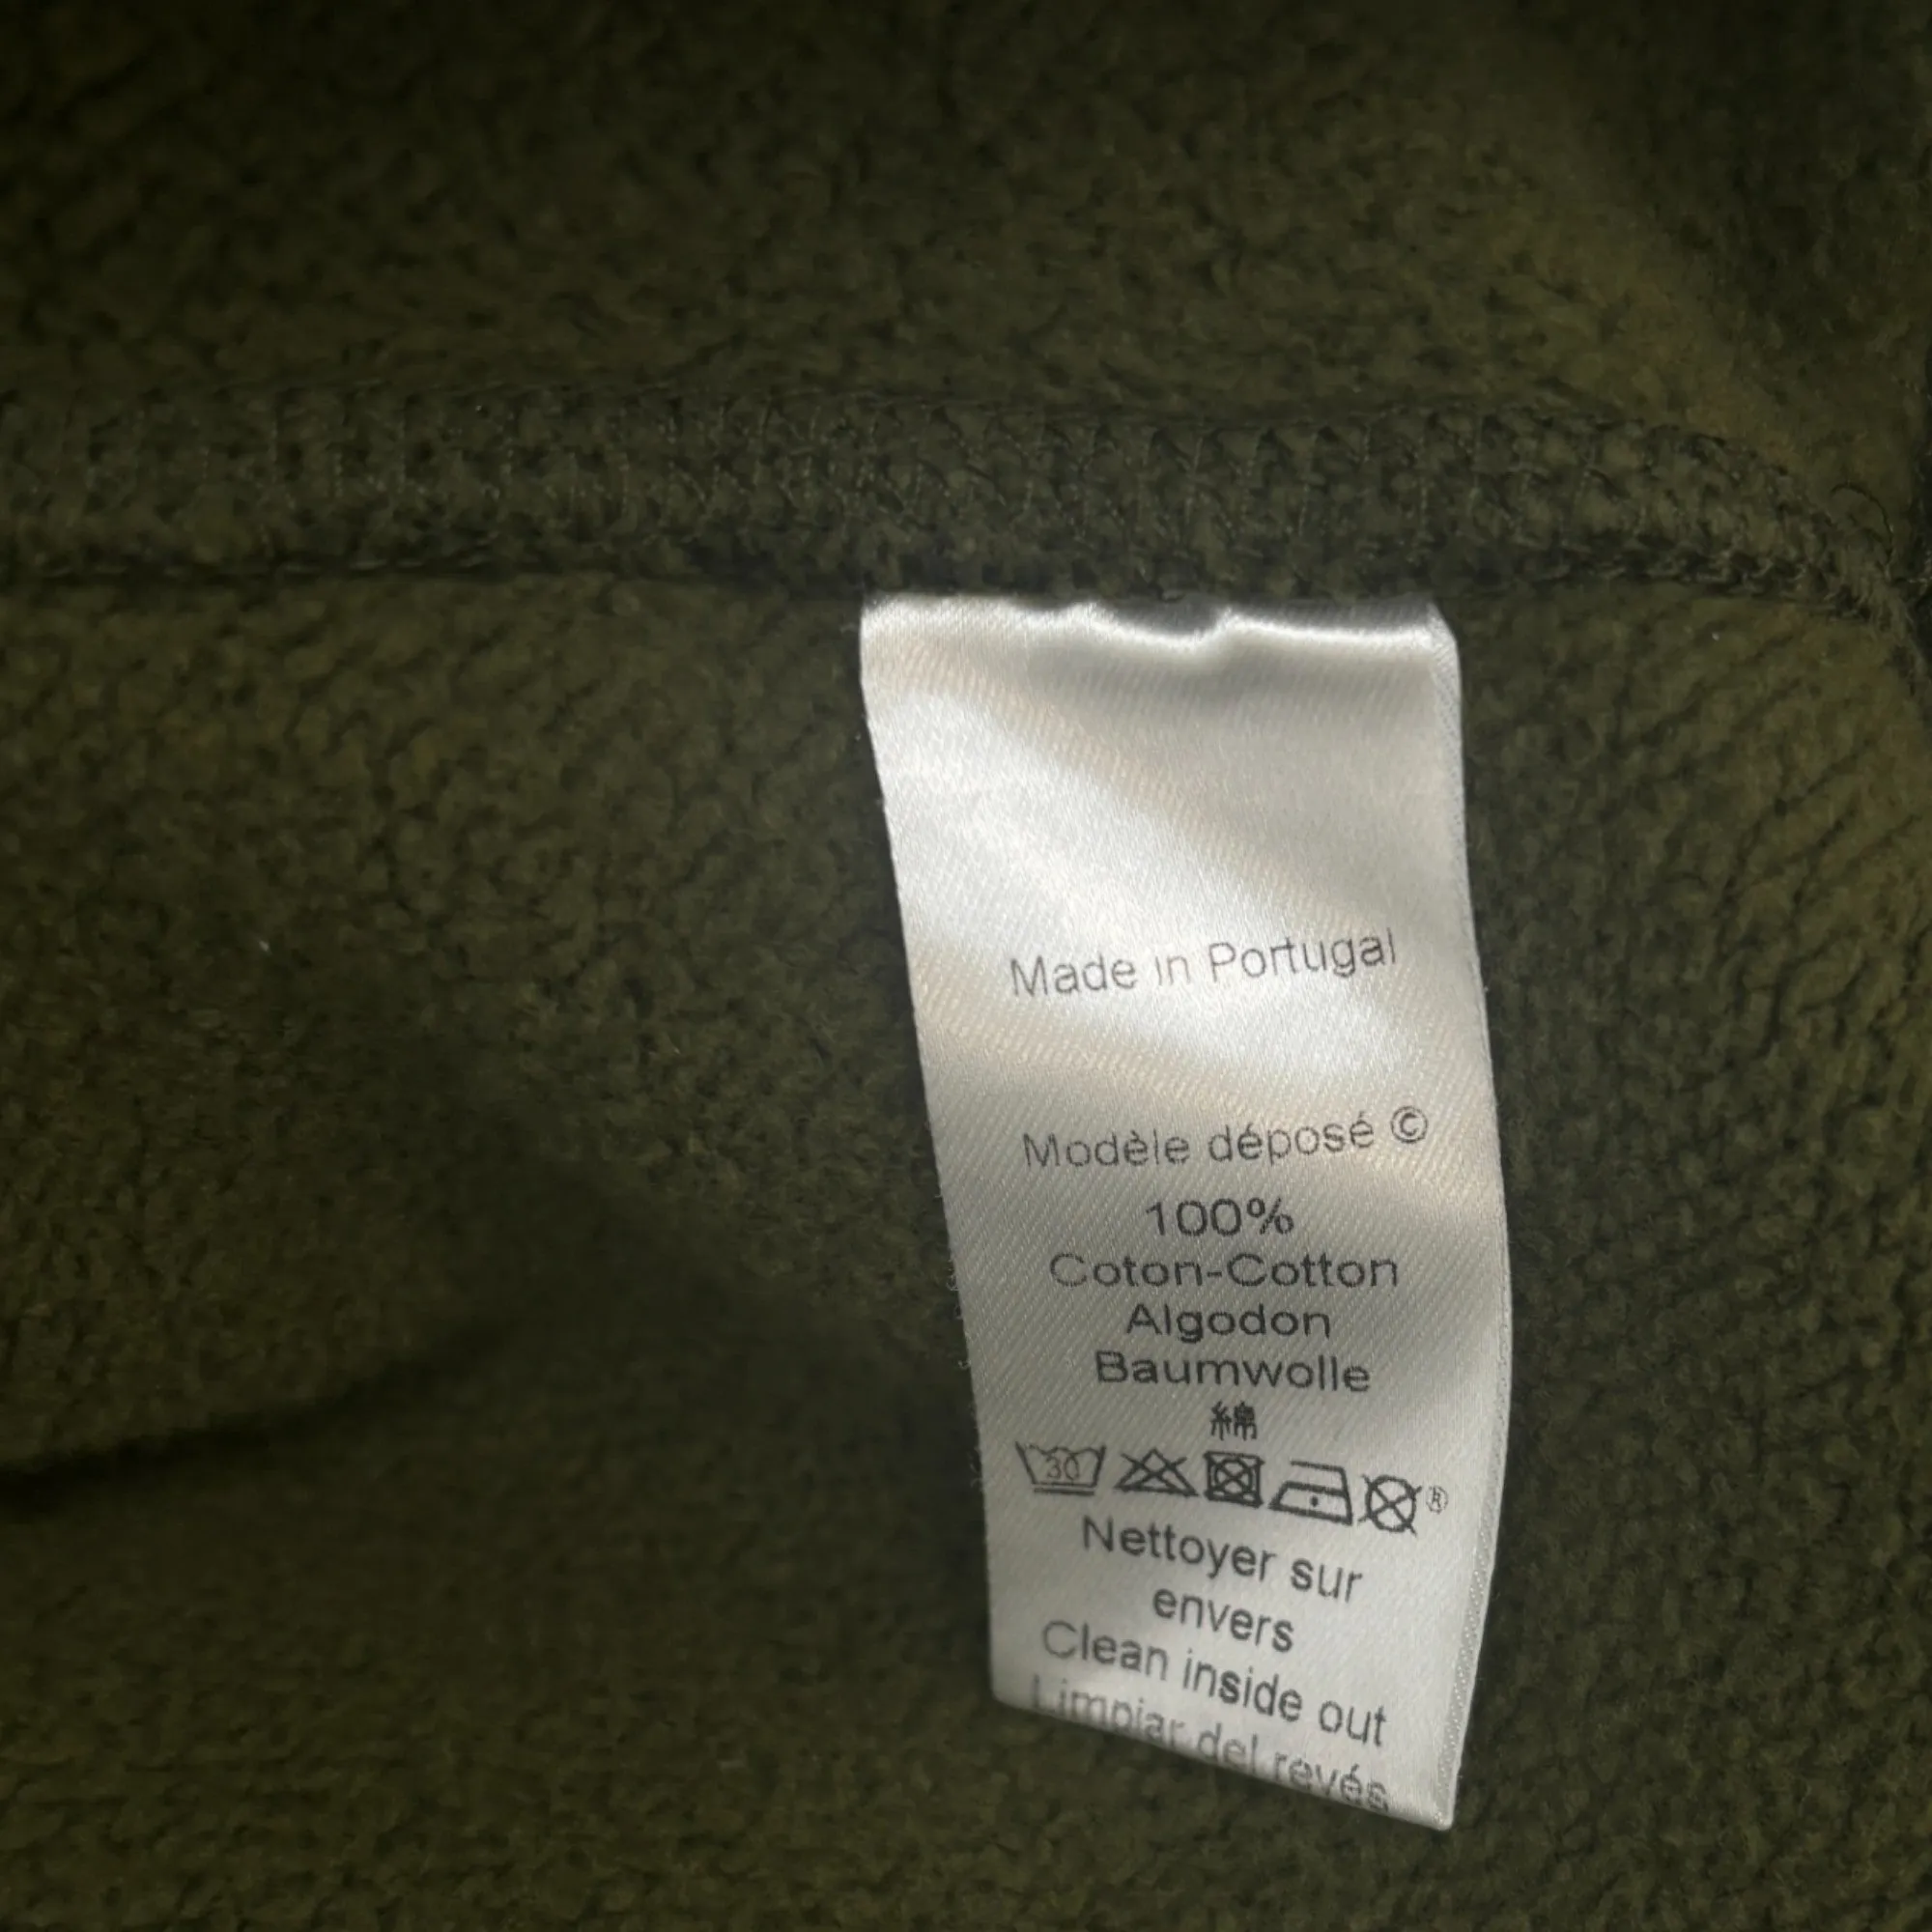 Made in Portugal
Modèle déposé ©
100%
Coton-Cotton
Algodon
Baumwolle
綿
30 ®
Nettoyer sur
envers
Clean inside out
Limpiar del revés